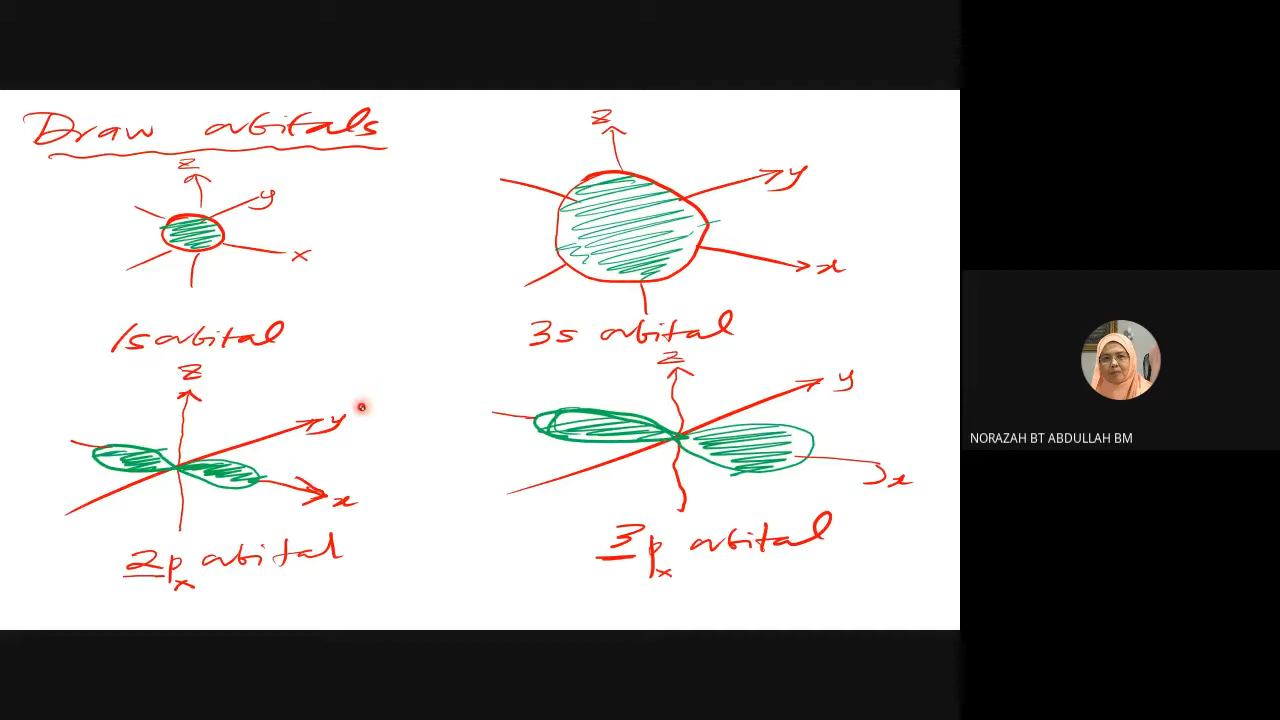 Draw orbitals
z
y
x
1s orbital
z
y
x
3s orbital
z
y
x
2px orbital
z
y
x
3px orbital
NORAZAH BT ABDULLAH BM